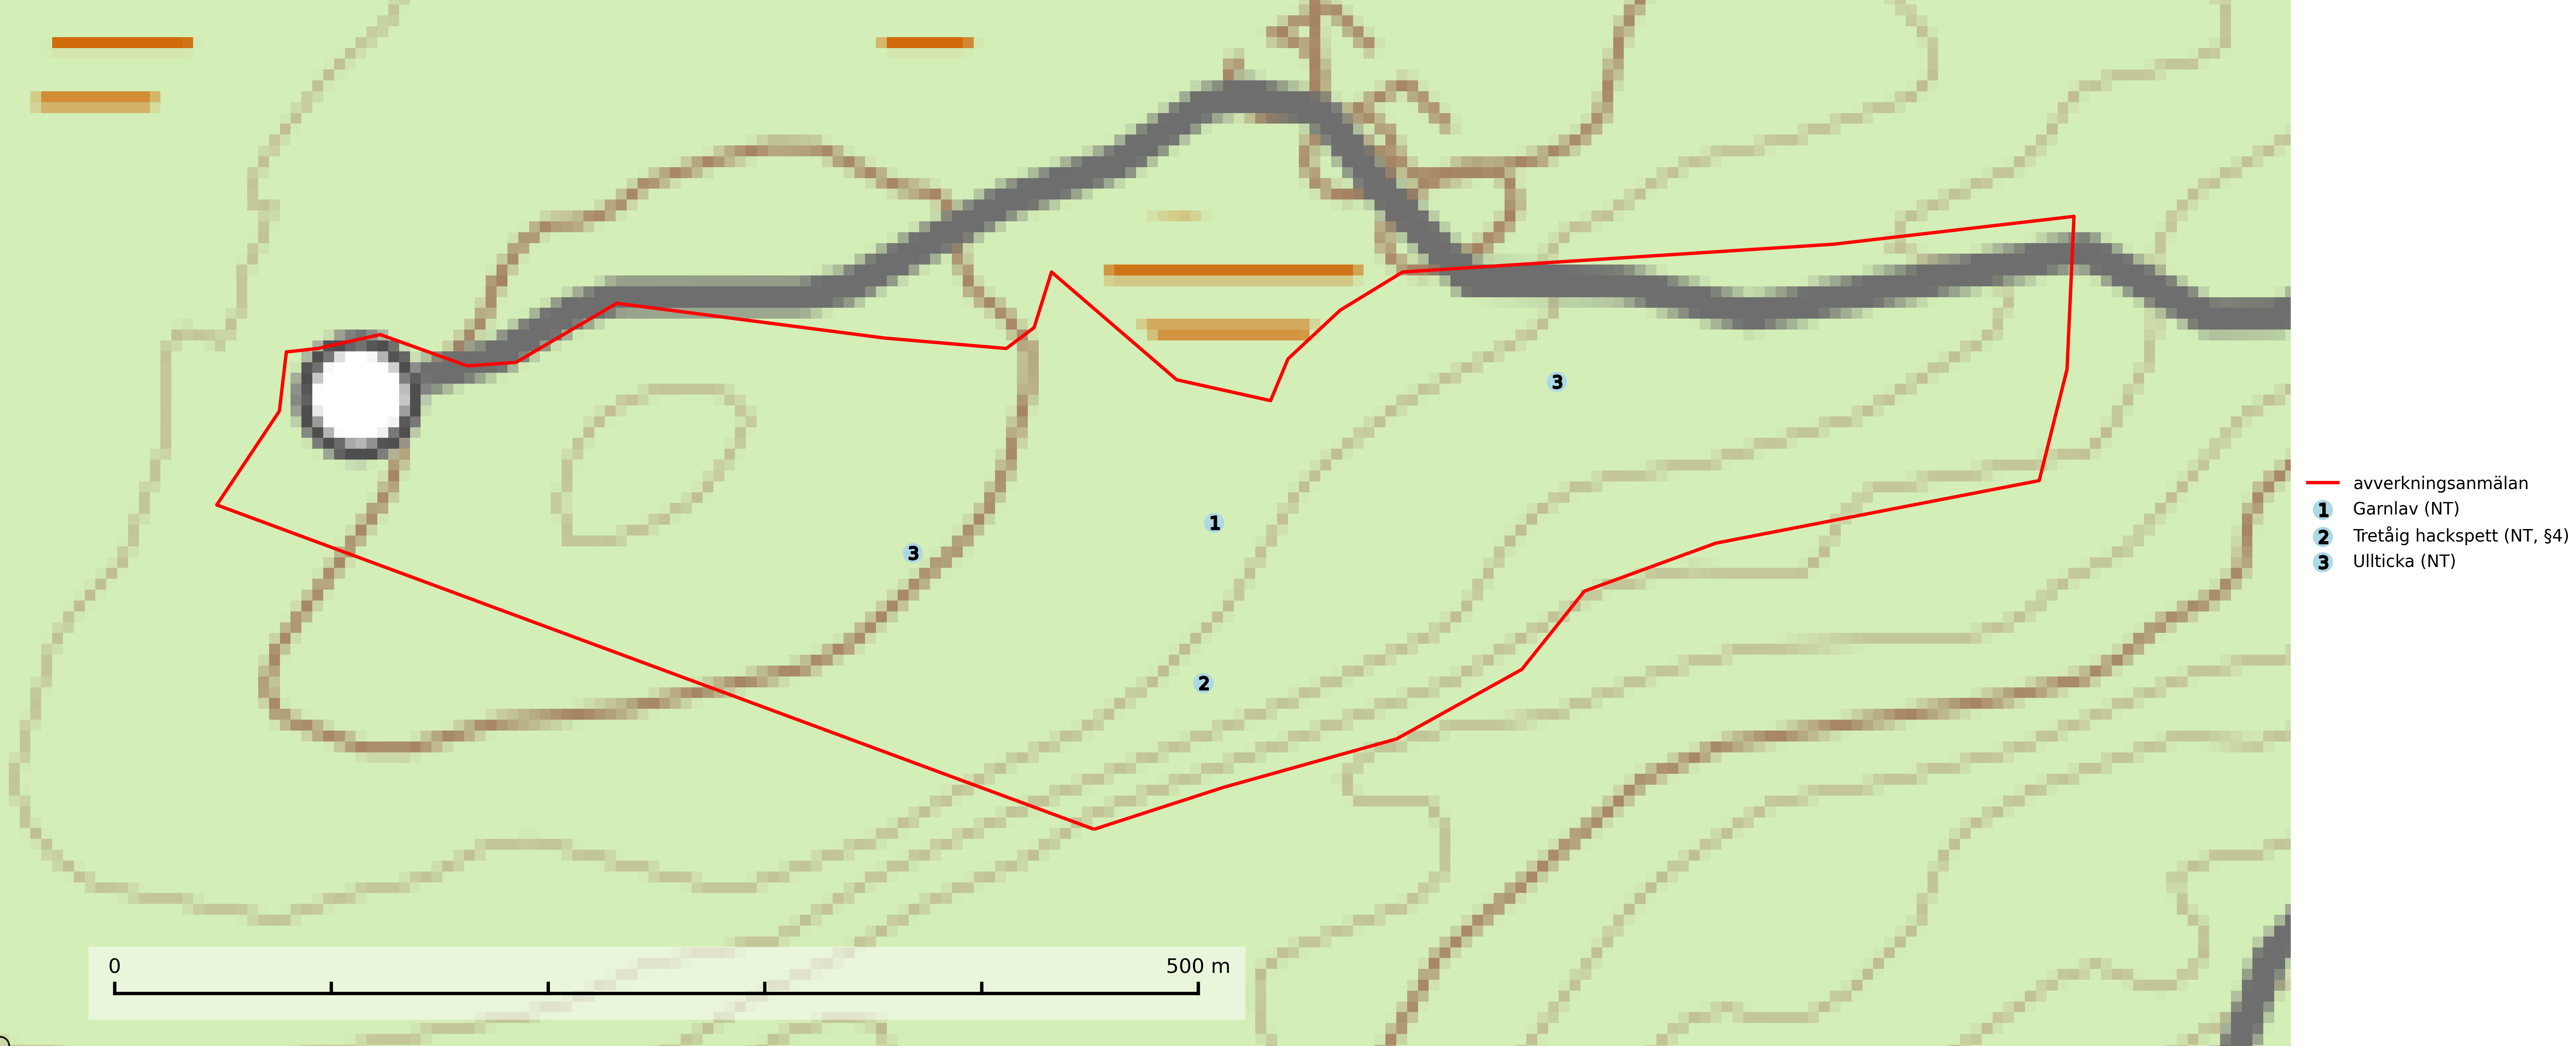 3
1
3
2
0 500 m
avverkningsanmälan
1 Garnlav (NT)
2 Tretåig hackspett (NT, §4)
3 Ullticka (NT)